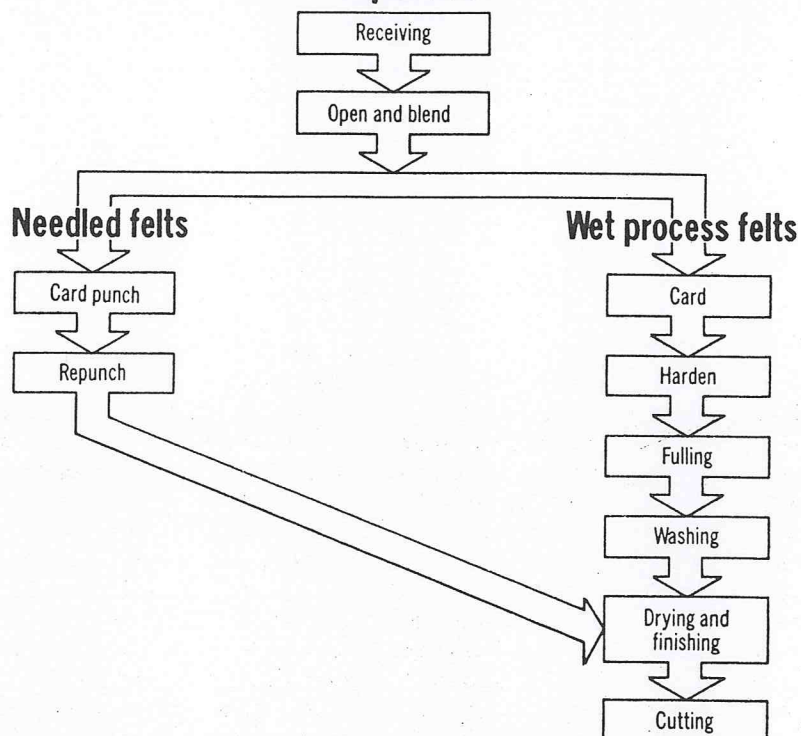 Receiving
Open and blend
Needled felts
Wet process felts
Card punch
Card
Repunch
Harden
Fulling
Washing
Drying and
finishing
Cutting